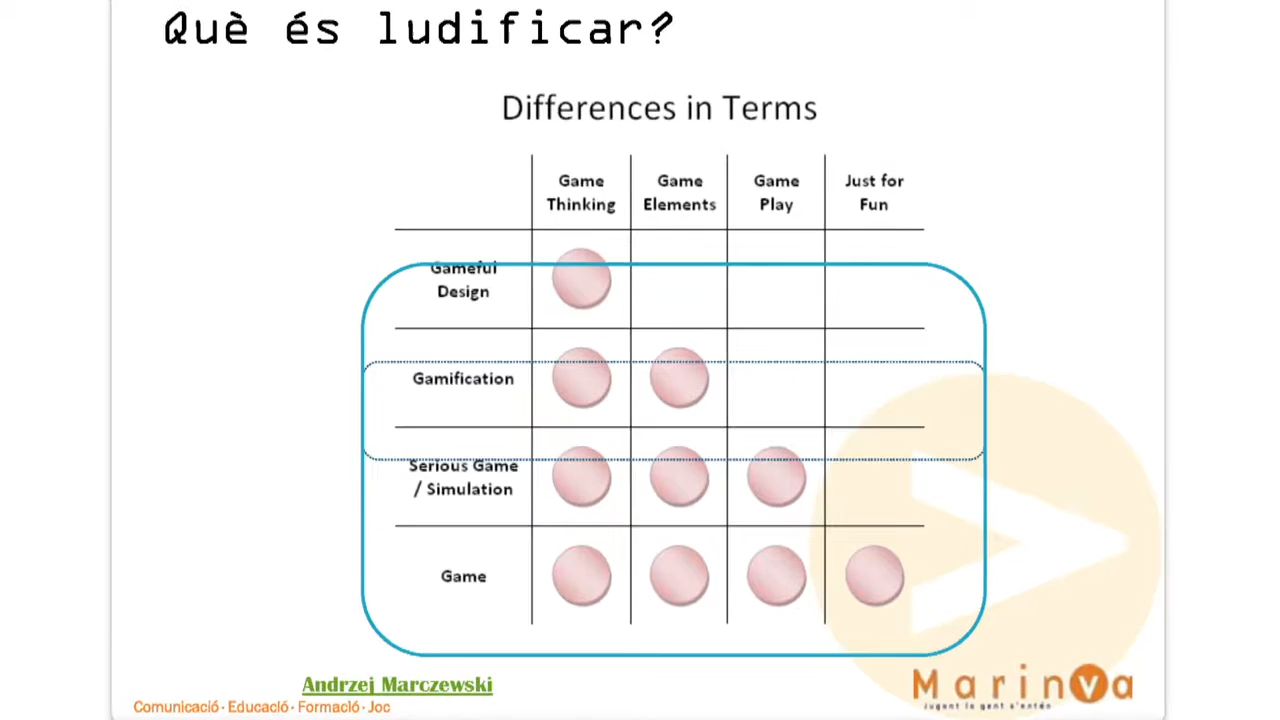 Què és ludificar?
Differences in Terms
Game Thinking
Game Elements
Game Play
Just for Fun
Gameful Design
Gamification
Serious Game / Simulation
Game
Andrzej Marczewski
Comunicació · Educació · Formació · Joc
Marinva
Jugant la gent s'entén